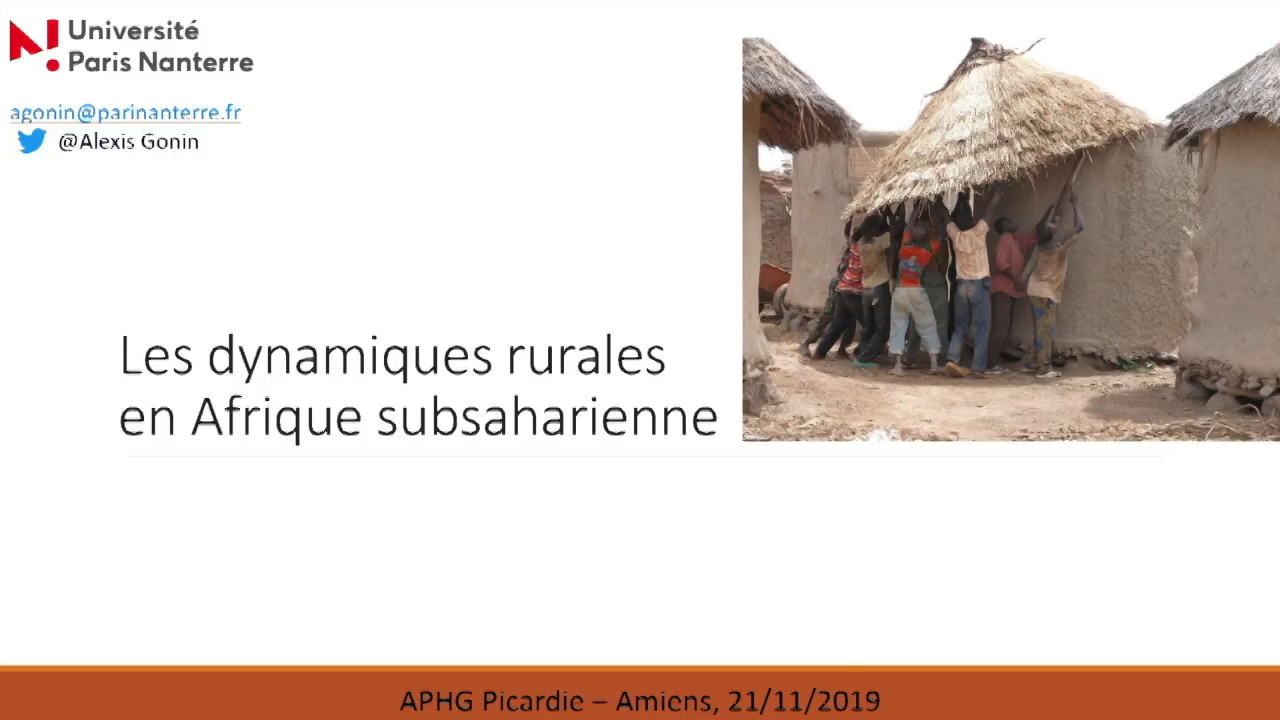 Université
Paris Nanterre
agonin@parinanterre.fr
@Alexis Gonin
Les dynamiques rurales
en Afrique subsaharienne
APHG Picardie – Amiens, 21/11/2019